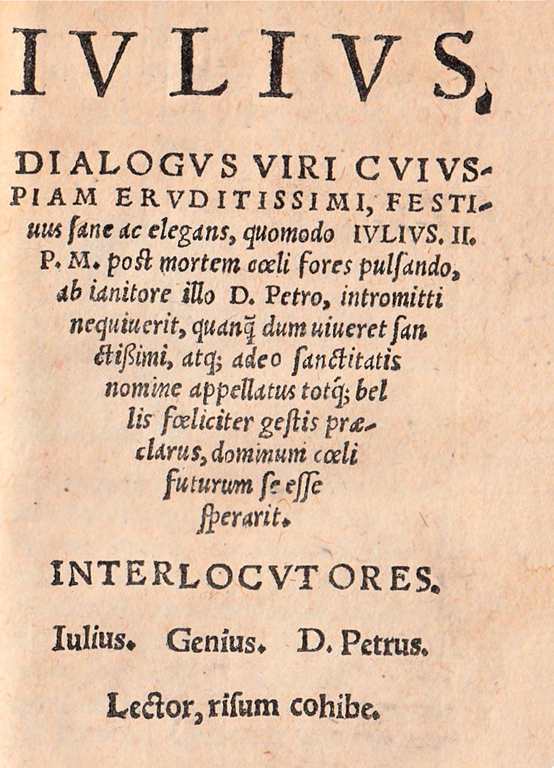 IVLIVS,
DIALOGVS VIRI CVIVS-
PIAM ERVDITISSIMI, FESTI-
uus ſane ac elegans, quomodo IVLIVS. II.
P. M. poſt mortem cœli fores pulſando,
ab ianitore illo D. Petro, intromitti
nequiuerit, quanq̃ dum uiueret ſan
ctißimi, atq; adeo ſanctitatis
nomine appellatus totq́; bel
lis fœliciter geſtis præ-
clarus, dominum cœli
futurum ſe eſſe
ſperarit.
INTERLOCVTORES.
Iulius. Genius. D. Petrus.
Lector, riſum cohibe.